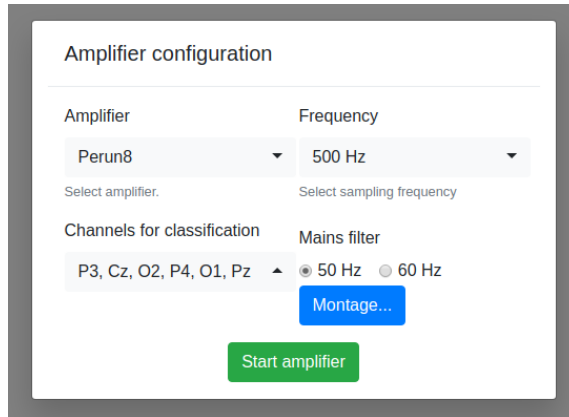 Amplifier configuration
Amplifier
Frequency
Perun8
500 Hz
Select amplifier.
Select sampling frequency
Channels for classification
Mains filter
P3, Cz, O2, P4, O1, Pz
50 Hz
60 Hz
Montage...
Start amplifier